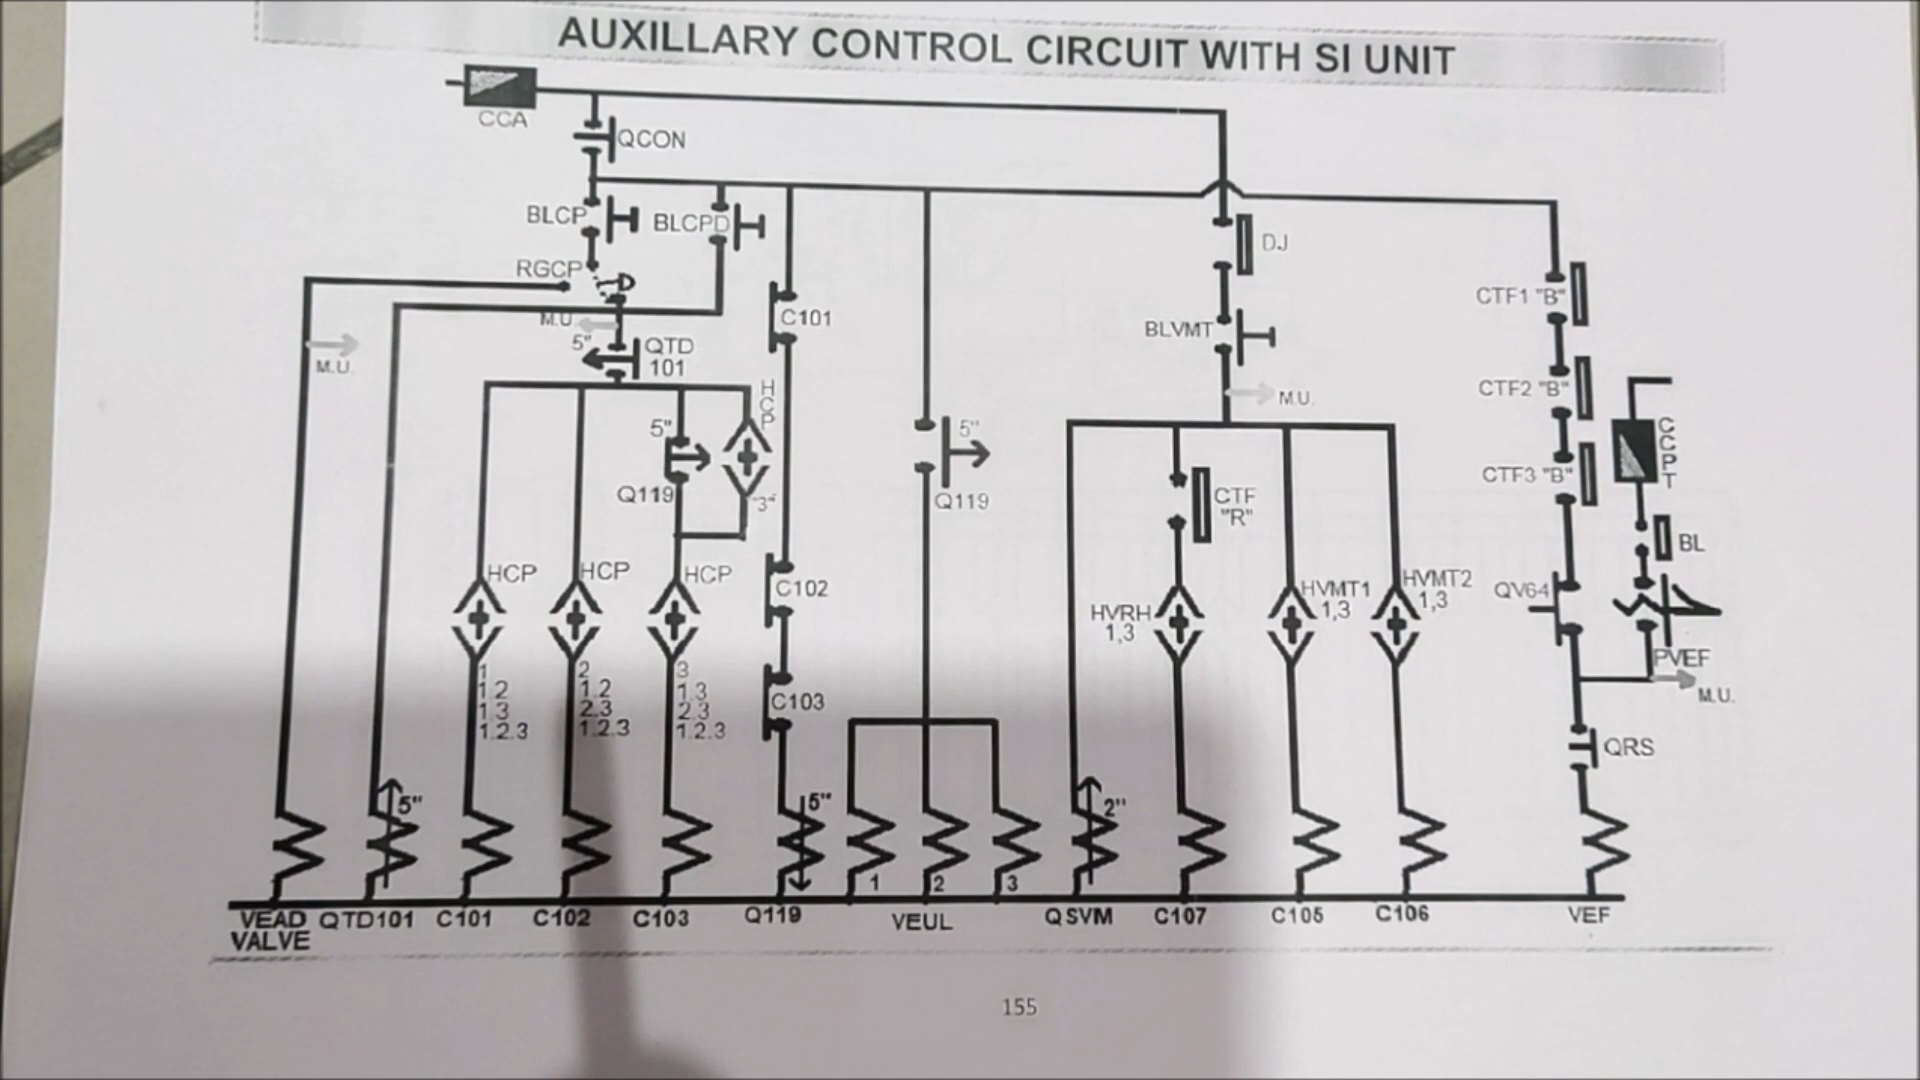 AUXILLARY CONTROL CIRCUIT WITH SI UNIT
CCA
QCON
BLCP
BLCPD
RGCP
M.U.
M.U.
5"
QTD
101
C101
HCP
5"
Q119
"3"
HCP
HCP
HCP
1
1.2
1.3
1.2.3
2
1.2
2.3
1.2.3
3
1.3
2.3
1.2.3
C102
C103
5"
Q119
DJ
BLVMT
M.U.
CTF
"R"
HVRH
1,3
HVMT1
1,3
HVMT2
1,3
CTF1 "B"
CTF2 "B"
CTF3 "B"
CCPT
BL
QV64
PVEF
M.U.
QRS
5"
5"
1
2
3
2"
VEAD
VALVE
QTD101
C101
C102
C103
Q119
VEUL
QSVM
C107
C105
C106
VEF
155